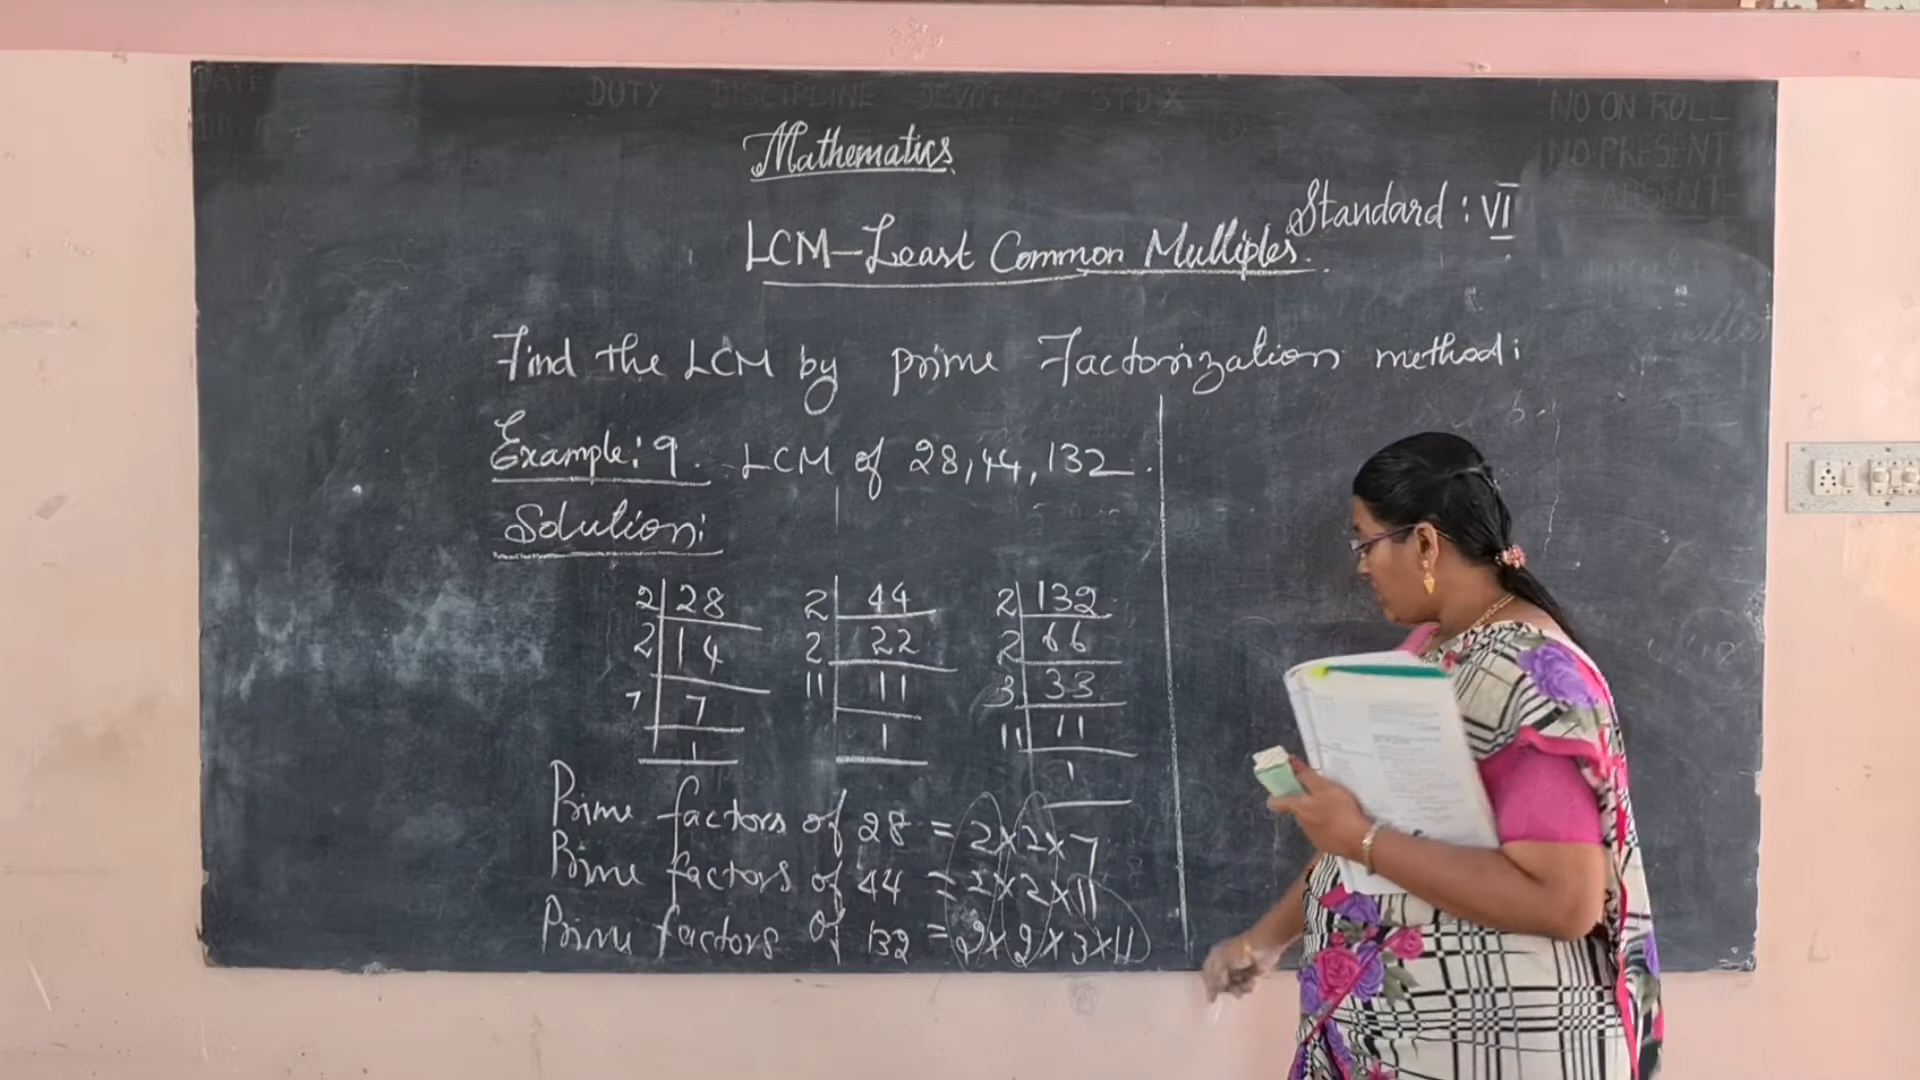 DATE DUTY DISCIPLINE DEVOTION STD X NO ON ROLL
DAY NO PRESENT
ABSENT
Mathematics
Standard : VI
LCM-Least Common Multiples.
Find the LCM by prime Factorization method:
Example: 9. LCM of 28, 44, 132.
Solution:
2 28 2 44 2 132
2 14 2 22 2 66
7 7 11 11 3 33
1 1 11 11
1
Prime factors of 28 = 2×2×7
Prime factors of 44 = 2×2×11
Prime factors of 132 = 2×2×3×11